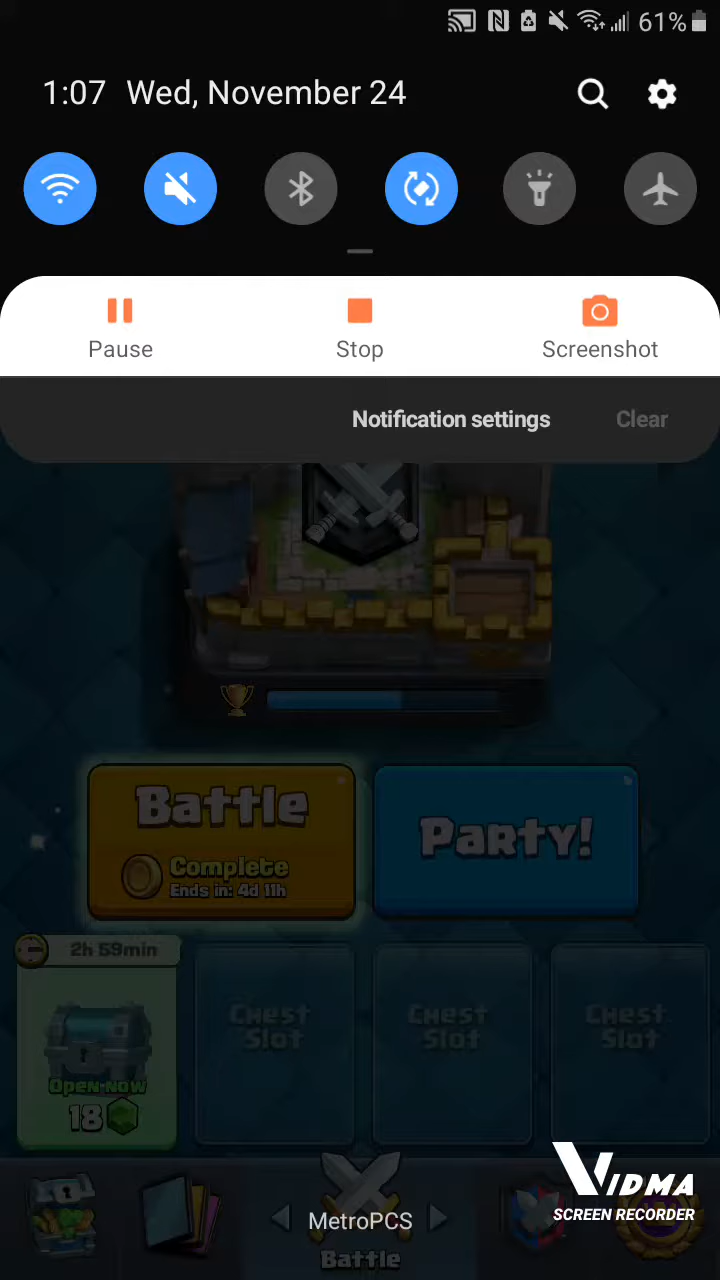 61%
1:07 Wed, November 24
Pause Stop Screenshot
Notification settings Clear
Battle
Complete
Ends in: 4d 11h
Party!
2h 59min
Chest
Slot
Chest
Slot
Chest
Slot
Open now
18
VIDMA
SCREEN RECORDER
MetroPCS
Battle